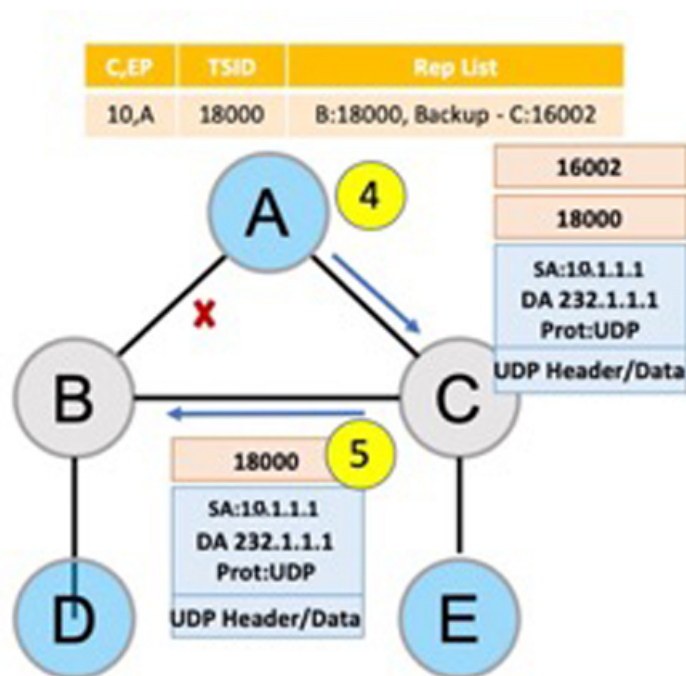 C,EP TSID Rep List
10,A 18000 B:18000, Backup - C:16002
16002
18000
SA:10.1.1.1
DA 232.1.1.1
Prot:UDP
UDP Header/Data
A
4
B
C
18000
5
SA:10.1.1.1
DA 232.1.1.1
Prot:UDP
UDP Header/Data
D
E